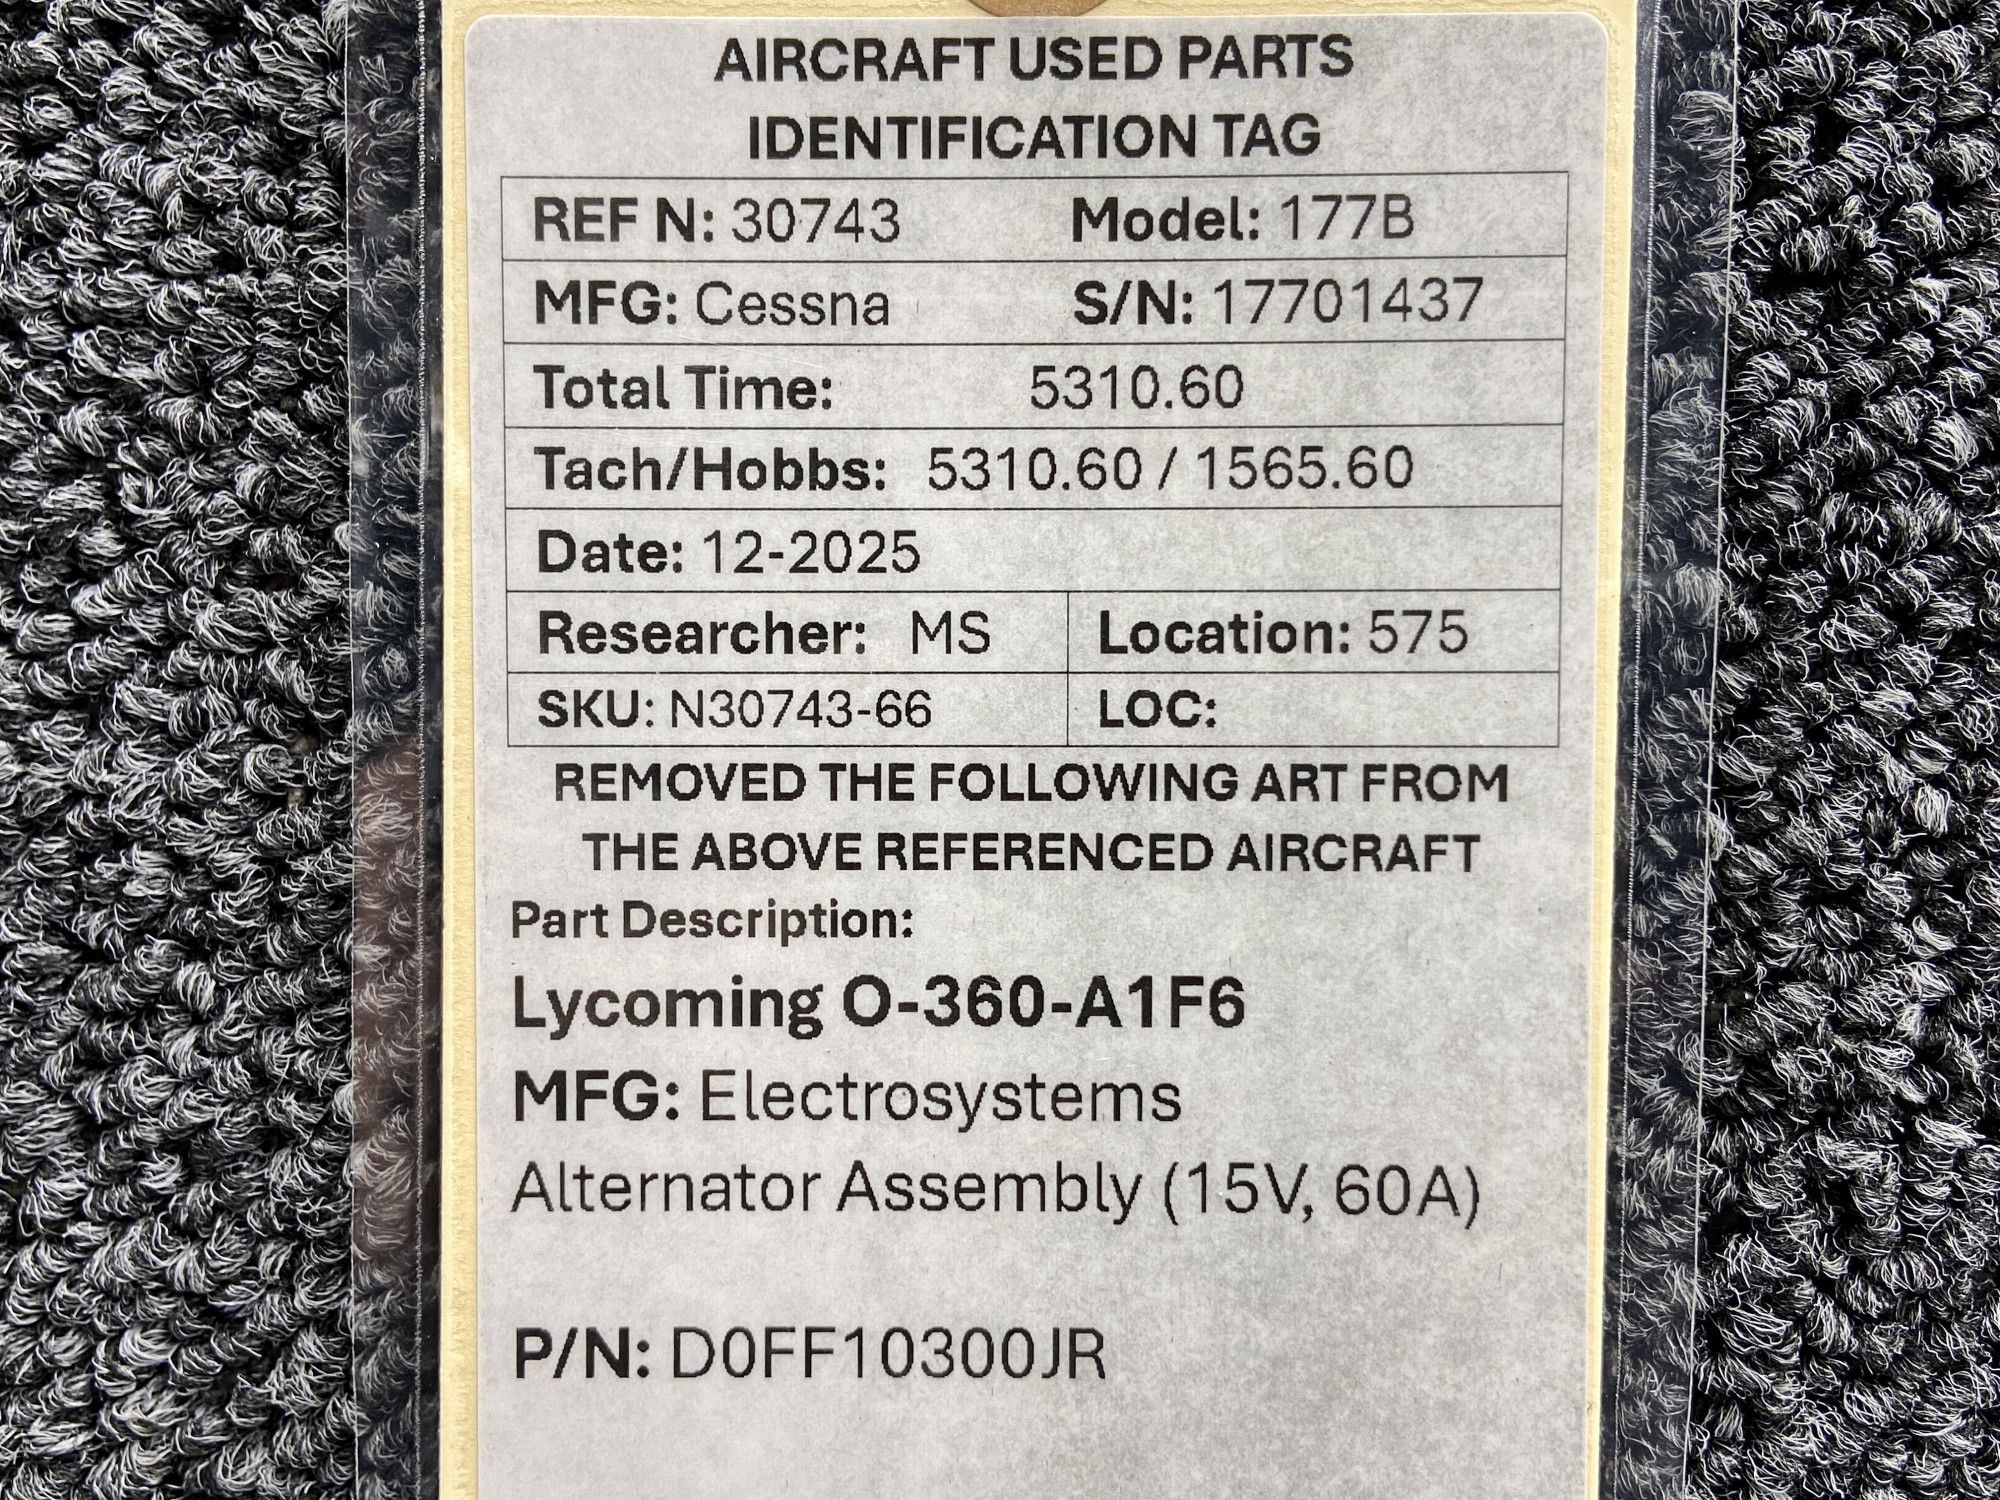 AIRCRAFT USED PARTS
IDENTIFICATION TAG
REF N: 30743 Model: 177B
MFG: Cessna S/N: 17701437
Total Time: 5310.60
Tach/Hobbs: 5310.60 / 1565.60
Date: 12-2025
Researcher: MS Location: 575
SKU: N30743-66 LOC:
REMOVED THE FOLLOWING ART FROM
THE ABOVE REFERENCED AIRCRAFT
Part Description:
Lycoming O-360-A1F6
MFG: Electrosystems
Alternator Assembly (15V, 60A)
P/N: D0FF10300JR